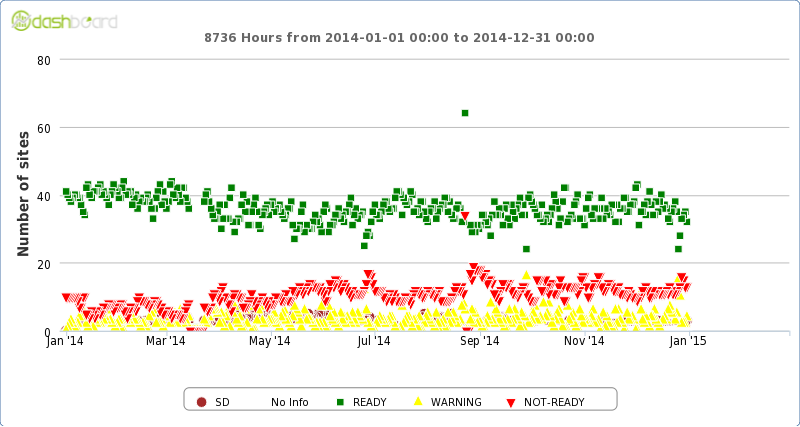 dashboard
8736 Hours from 2014-01-01 00:00 to 2014-12-31 00:00
Number of sites
80
60
40
20
0
Jan '14 Mar '14 May '14 Jul '14 Sep '14 Nov '14 Jan '15
SD No Info READY WARNING NOT-READY